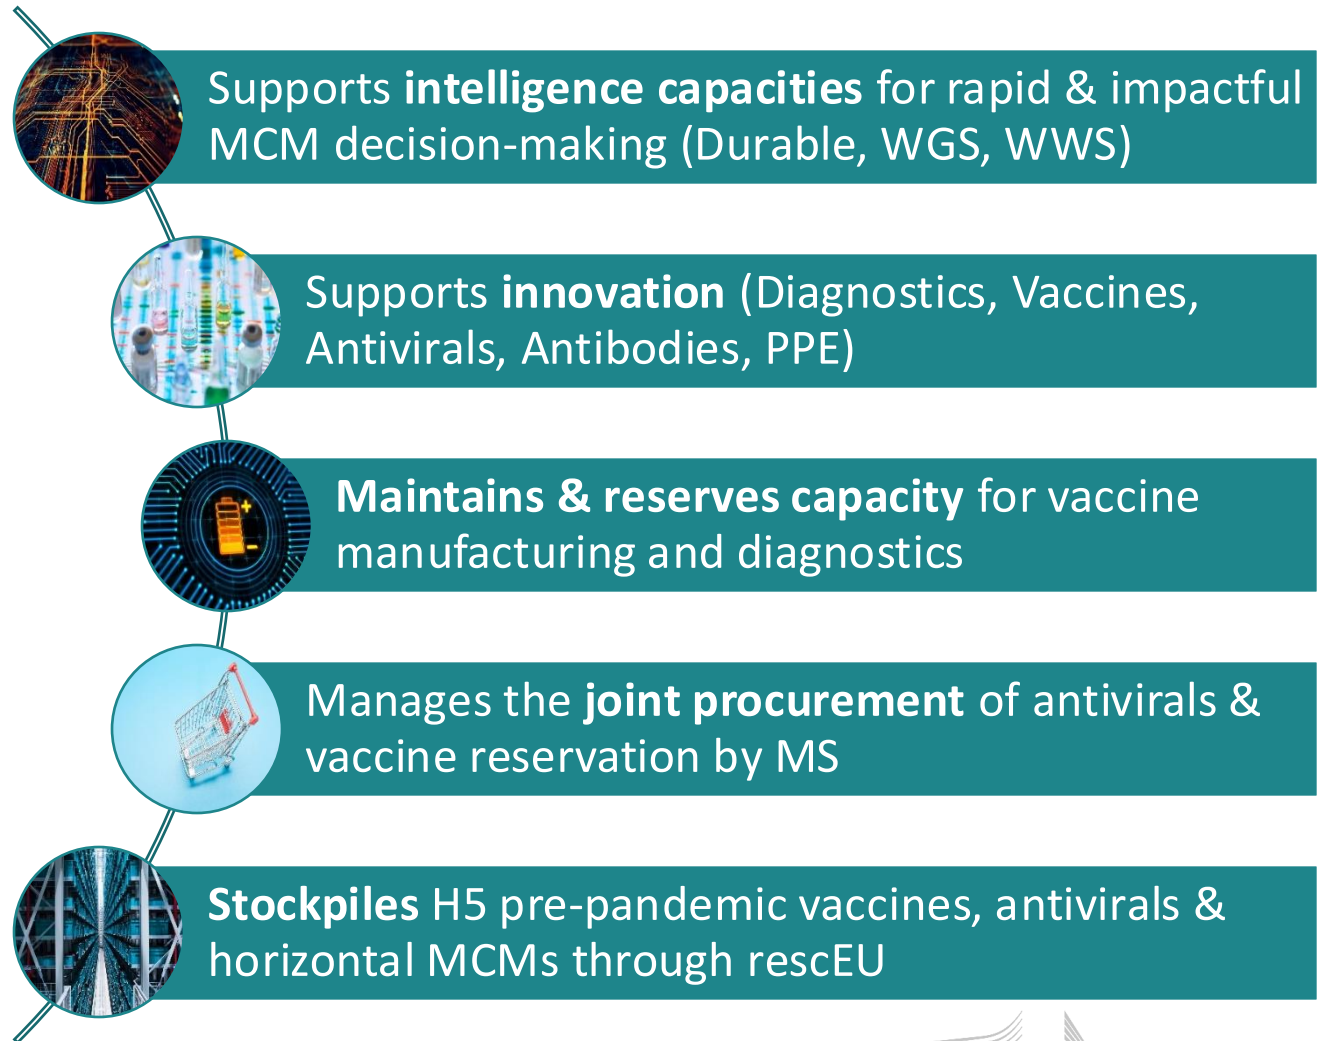 Supports intelligence capacities for rapid & impactful
MCM decision-making (Durable, WGS, WWS)
Supports innovation (Diagnostics, Vaccines,
Antivirals, Antibodies, PPE)
Maintains & reserves capacity for vaccine
manufacturing and diagnostics
Manages the joint procurement of antivirals &
vaccine reservation by MS
Stockpiles H5 pre-pandemic vaccines, antivirals &
horizontal MCMs through rescEU